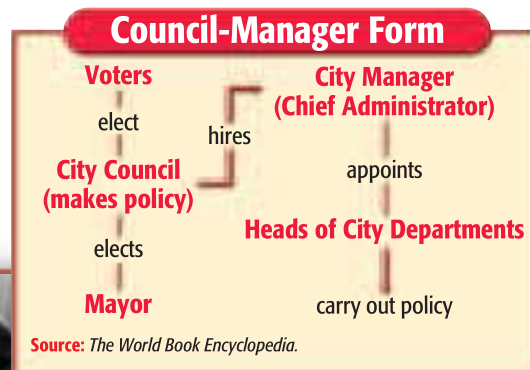 Council-Manager Form
Voters
elect
City Council
(makes policy)
elects
Mayor
hires
City Manager
(Chief Administrator)
appoints
Heads of City Departments
carry out policy
Source: The World Book Encyclopedia.